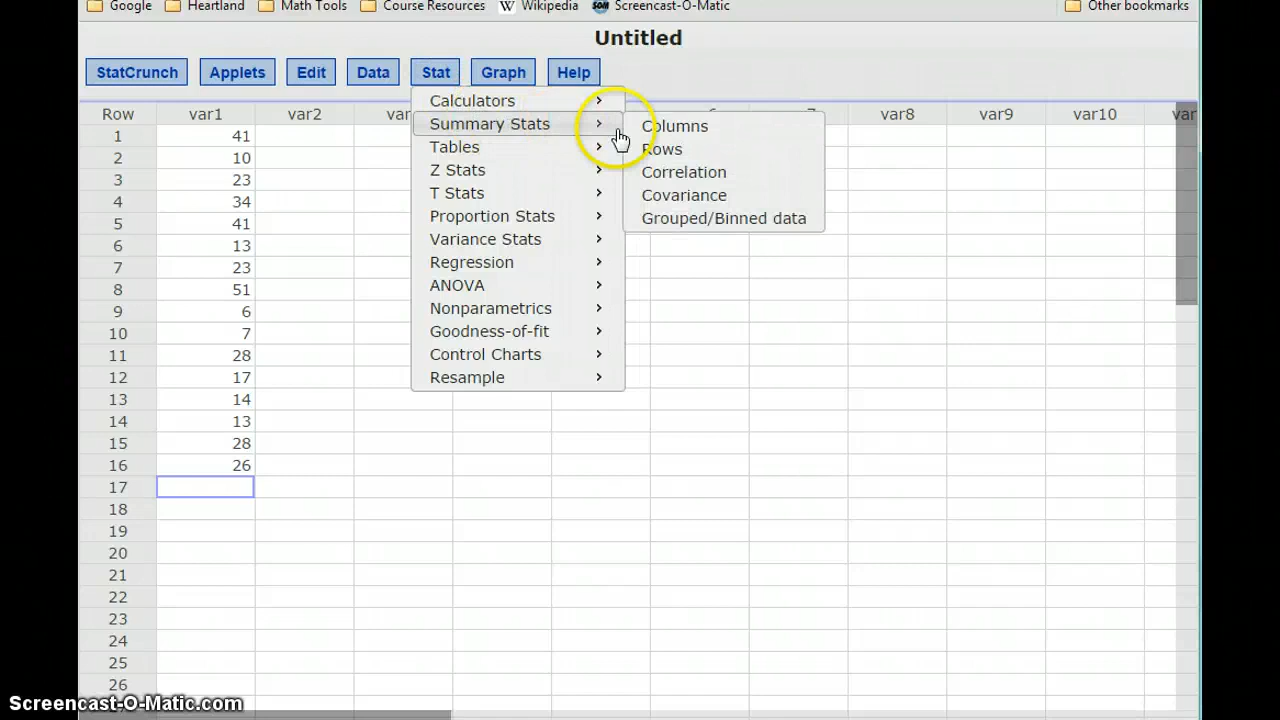 Google Heartland Math Tools Course Resources W Wikipedia SOM Screencast-O-Matic Other bookmarks
Untitled
StatCrunch Applets Edit Data Stat Graph Help
Calculators
Summary Stats
Tables
Z Stats
T Stats
Proportion Stats
Variance Stats
Regression
ANOVA
Nonparametrics
Goodness-of-fit
Control Charts
Resample
Columns
Rows
Correlation
Covariance
Grouped/Binned data
Row var1 var2 var8 var9 var10
1 41
2 10
3 23
4 34
5 41
6 13
7 23
8 51
9 6
10 7
11 28
12 17
13 14
14 13
15 28
16 26
17
18
19
20
21
22
23
24
25
26
Screencast-O-Matic.com